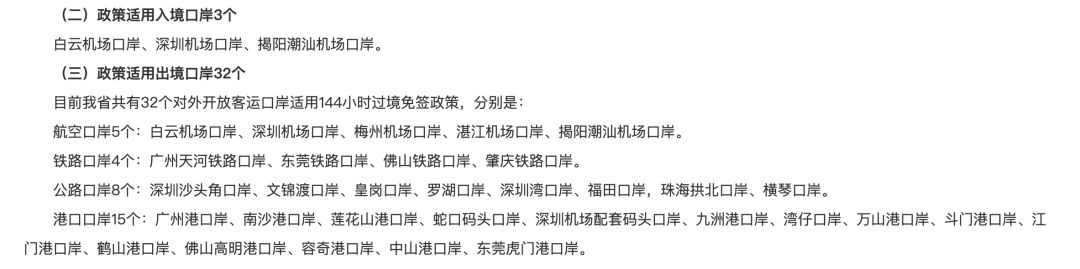 （二）政策适用入境口岸3个
白云机场口岸、深圳机场口岸、揭阳潮汕机场口岸。
（三）政策适用出境口岸32个
目前我省共有32个对外开放客运口岸适用144小时过境免签政策，分别是：
航空口岸5个：白云机场口岸、深圳机场口岸、梅州机场口岸、湛江机场口岸、揭阳潮汕机场口岸。
铁路口岸4个：广州天河铁路口岸、东莞铁路口岸、佛山铁路口岸、肇庆铁路口岸。
公路口岸8个：深圳沙头角口岸、文锦渡口岸、皇岗口岸、罗湖口岸、深圳湾口岸、福田口岸，珠海拱北口岸、横琴口岸。
港口口岸15个：广州港口岸、南沙港口岸、莲花山港口岸、蛇口码头口岸、深圳机场配套码头口岸、九洲港口岸、湾仔口岸、万山港口岸、斗门港口岸、江
门港口岸、鹤山港口岸、佛山高明港口岸、容奇港口岸、中山港口岸、东莞虎门港口岸。